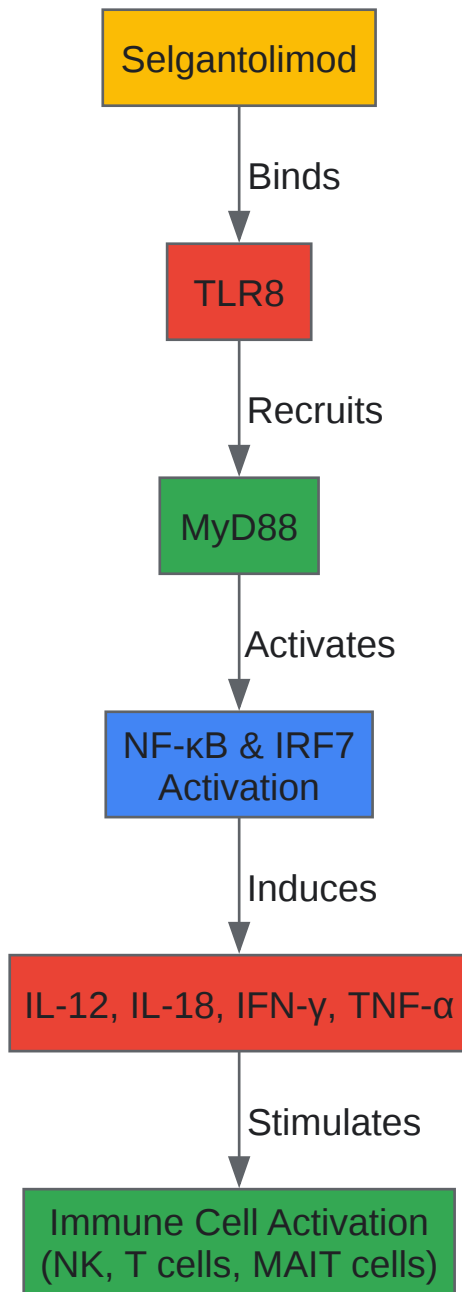 Selgantolimod
Binds
TLR8
Recruits
MyD88
Activates
NF-κB & IRF7
Activation
Induces
IL-12, IL-18, IFN-γ, TNF-α
Stimulates
Immune Cell Activation
(NK, T cells, MAIT cells)